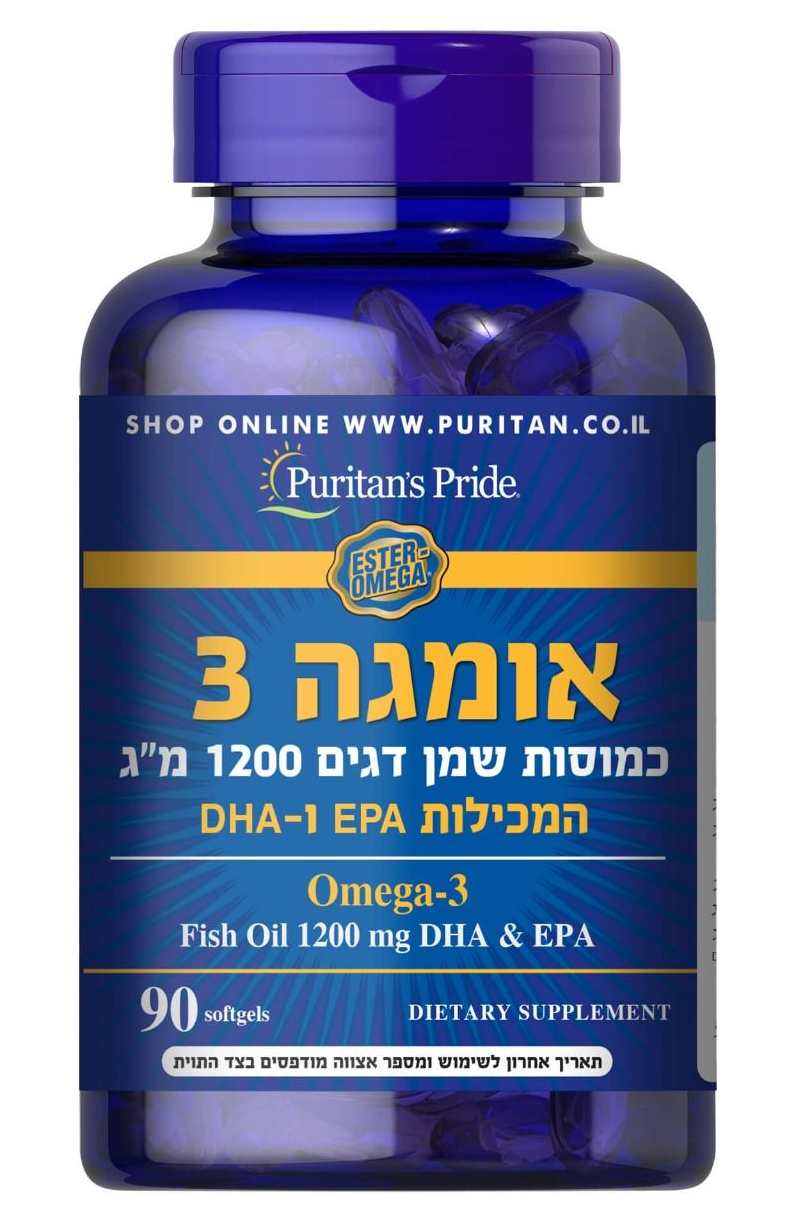 SHOP ONLINE WWW.PURITAN.CO.IL
Puritan's Pride®
ESTER-
OMEGA®
אומגה 3
כמוסות שמן דגים 1200 מ"ג
המכילות EPA ו-DHA
Omega-3
Fish Oil 1200 mg DHA & EPA
90 softgels
DIETARY SUPPLEMENT
תאריך אחרון לשימוש ומספר אצווה מודפסים בצד התוית